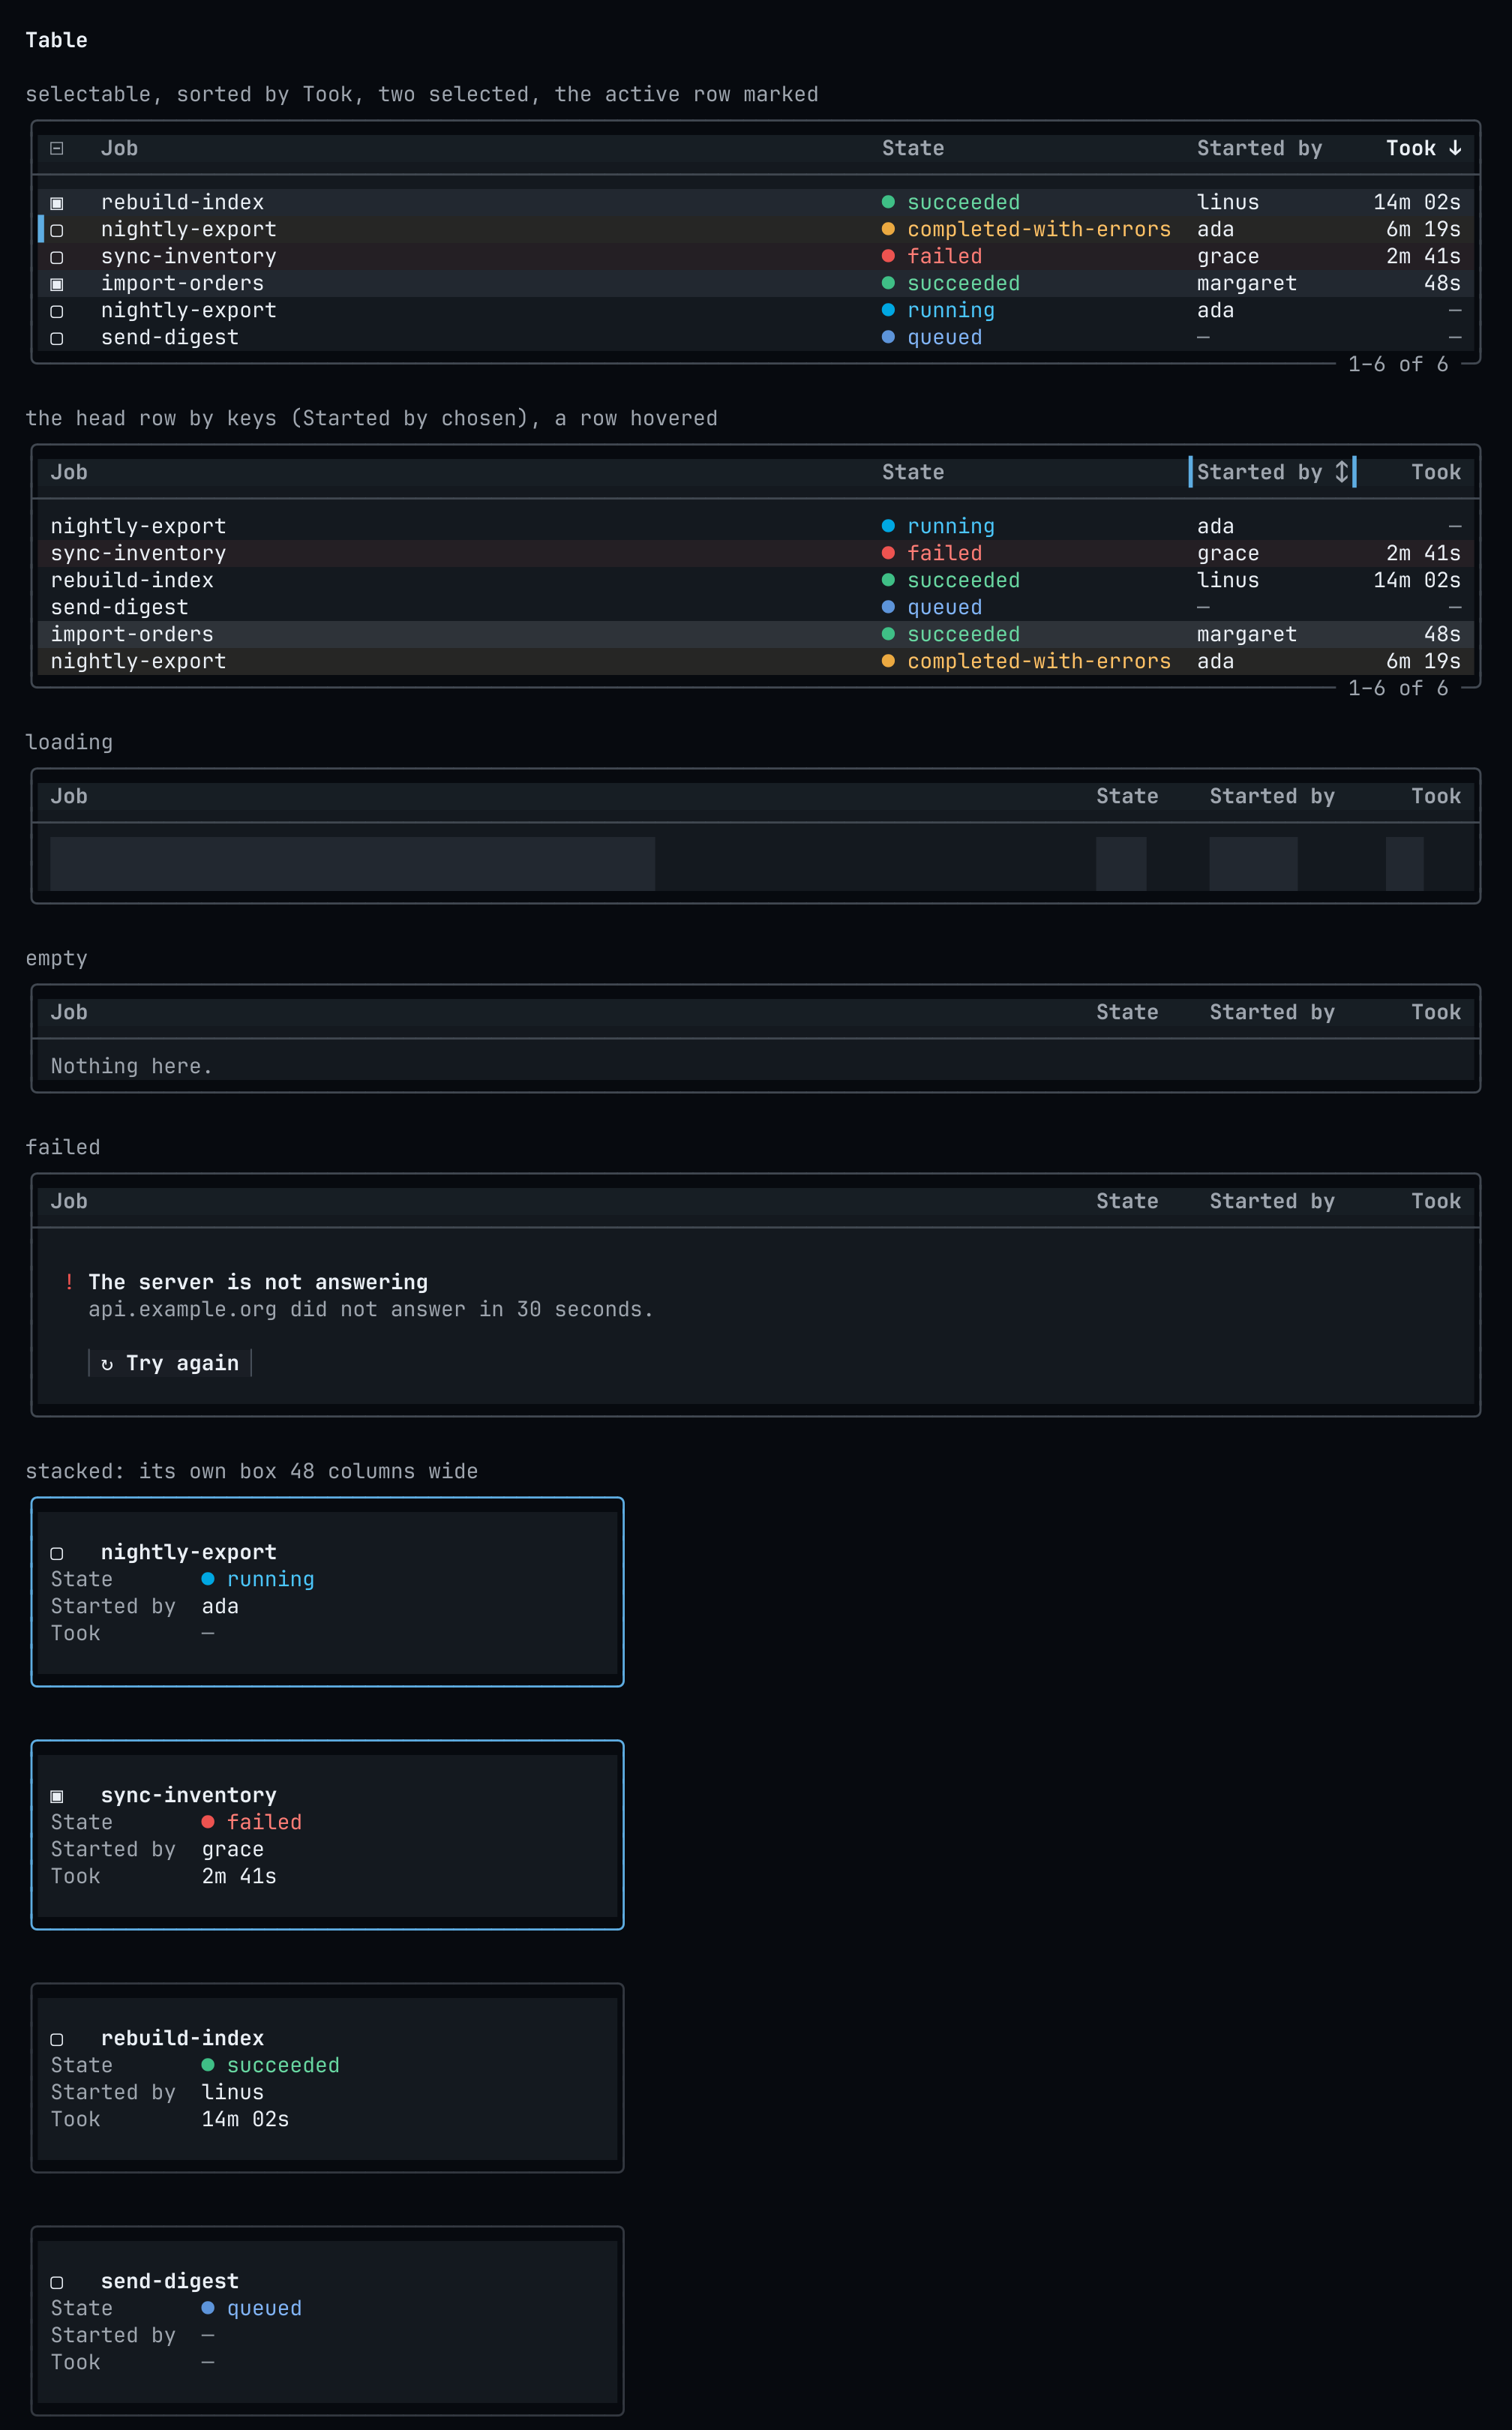 Table
selectable, sorted by Took, two selected, the active row marked
⊟ Job State Started by Took ↓
▣ rebuild-index ● succeeded linus 14m 02s
▢ nightly-export ● completed-with-errors ada 6m 19s
▢ sync-inventory ● failed grace 2m 41s
▣ import-orders ● succeeded margaret 48s
▢ nightly-export ● running ada —
▢ send-digest ● queued — —
1–6 of 6
the head row by keys (Started by chosen), a row hovered
Job State Started by ↕ Took
nightly-export ● running ada —
sync-inventory ● failed grace 2m 41s
rebuild-index ● succeeded linus 14m 02s
send-digest ● queued — —
import-orders ● succeeded margaret 48s
nightly-export ● completed-with-errors ada 6m 19s
1–6 of 6
loading
Job State Started by Took
empty
Job State Started by Took
Nothing here.
failed
Job State Started by Took
! The server is not answering
api.example.org did not answer in 30 seconds.
↻ Try again
stacked: its own box 48 columns wide
▢ nightly-export
State ● running
Started by ada
Took —
▣ sync-inventory
State ● failed
Started by grace
Took 2m 41s
▢ rebuild-index
State ● succeeded
Started by linus
Took 14m 02s
▢ send-digest
State ● queued
Started by —
Took —